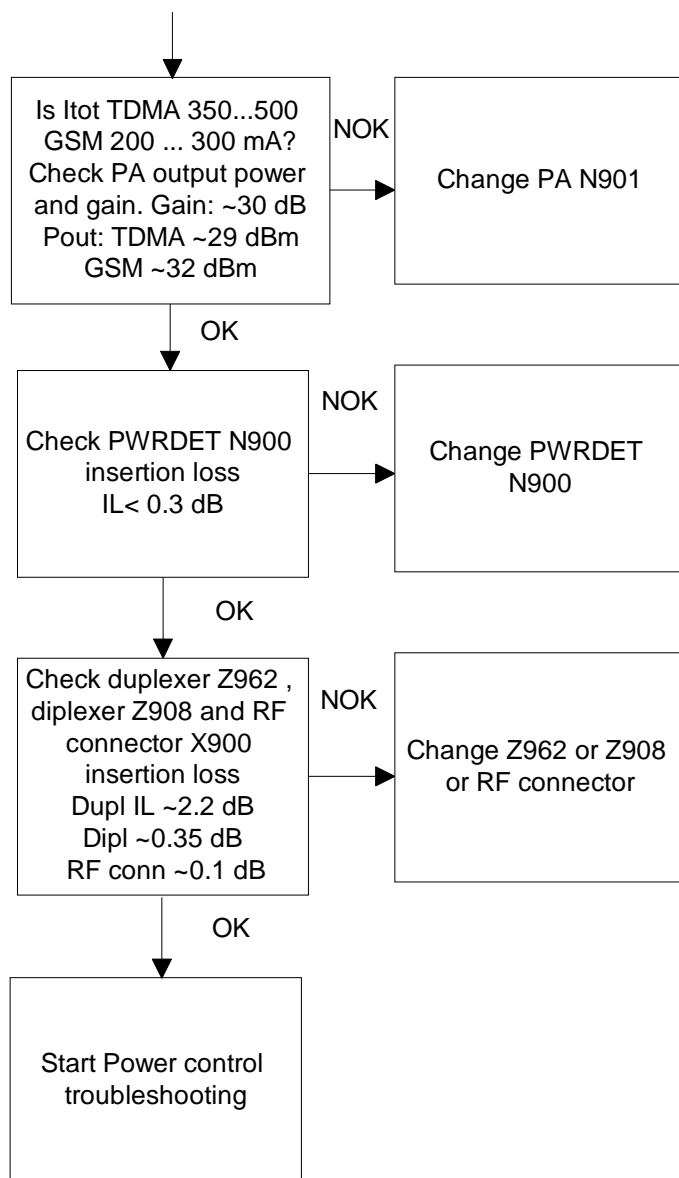 Is Itot TDMA 350...500
GSM 200 ... 300 mA?
Check PA output power
and gain. Gain: ~30 dB
Pout: TDMA ~29 dBm
GSM ~32 dBm
NOK
Change PA N901
OK
Check PWRDET N900
insertion loss
IL< 0.3 dB
NOK
Change PWRDET
N900
OK
Check duplexer Z962 ,
diplexer Z908 and RF
connector X900
insertion loss
Dupl IL ~2.2 dB
Dipl ~0.35 dB
RF conn ~0.1 dB
NOK
Change Z962 or Z908
or RF connector
OK
Start Power control
troubleshooting